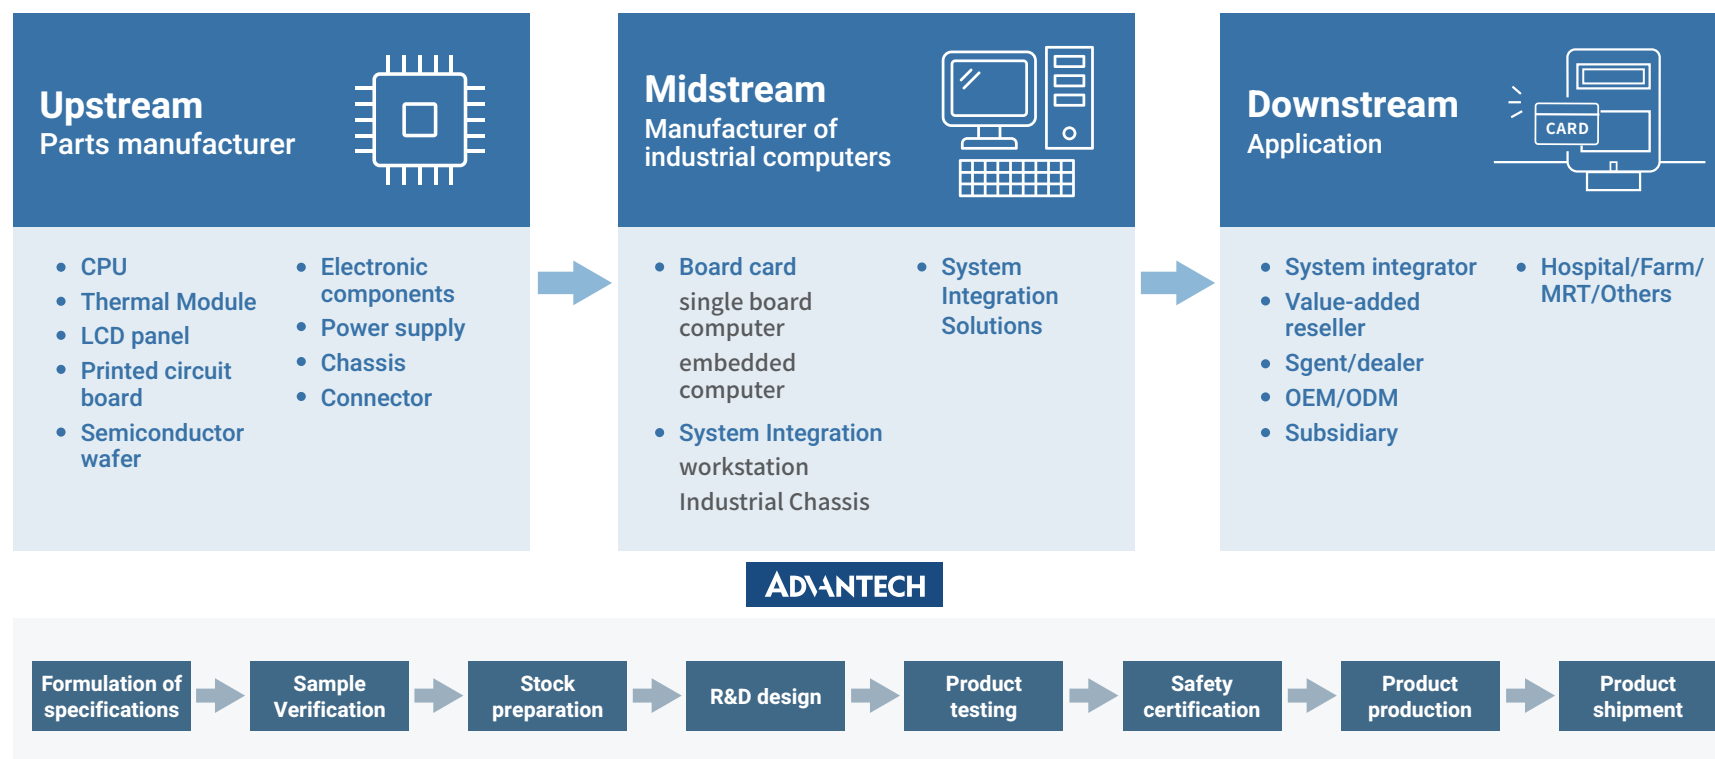 Upstream
Parts manufacturer
CPU
Thermal Module
LCD panel
Printed circuit
board
Semiconductor
wafer
Electronic
components
Power supply
Chassis
Connector
Midstream
Manufacturer of
industrial computers
Board card
single board
computer
embedded
computer
System Integration
workstation
Industrial Chassis
System
Integration
Solutions
Downstream
Application
CARD
System integrator
Value-added
reseller
Sgent/dealer
OEM/ODM
Subsidiary
Hospital/Farm/
MRT/Others
ADVANTECH
Formulation of
specifications
Sample
Verification
Stock
preparation
R&D design
Product
testing
Safety
certification
Product
production
Product
shipment